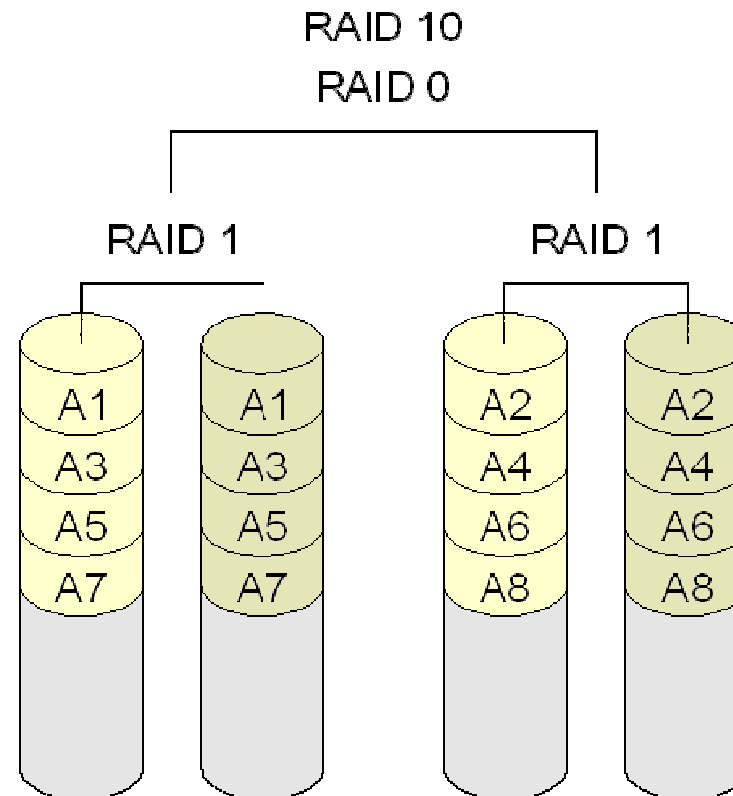 RAID 10
RAID 0
RAID 1 RAID 1
A1 A1 A2 A2
A3 A3 A4 A4
A5 A5 A6 A6
A7 A7 A8 A8